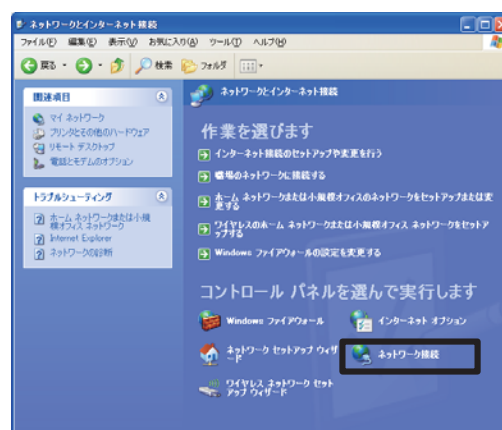 ネットワークとインターネット接続
ファイル(F) 編集(E) 表示(V) お気に入り(A) ツール(T) ヘルプ(H)
戻る 検索 フォルダ
関連項目
マイ ネットワーク
プリンタとその他のハードウェア
リモート デスクトップ
電話とモデムのオプション
トラブルシューティング
ホーム ネットワークまたは小規
模オフィス ネットワーク
Internet Explorer
ネットワークの診断
ネットワークとインターネット接続
作業を選びます
インターネット接続のセットアップや変更を行う
職場のネットワークに接続する
ホーム ネットワークまたは小規模オフィスのネットワークをセットアップまたは変
更する
ワイヤレスのホーム ネットワークまたは小規模オフィス ネットワークをセットア
ップする
Windows ファイアウォールの設定を変更する
コントロール パネルを選んで実行します
Windows ファイアウォール
インターネット オプション
ネットワーク セットアップ ウィザ
ード
ネットワーク接続
ワイヤレス ネットワーク セット
アップ ウィザード